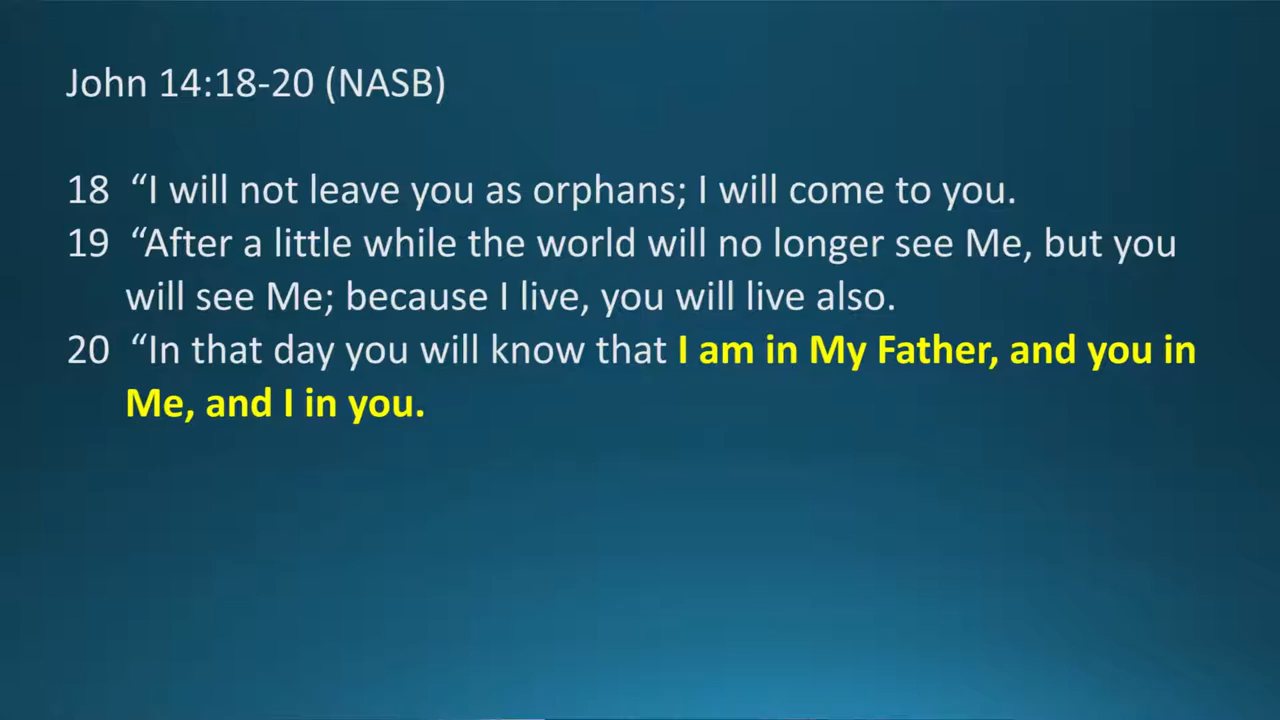 John 14:18-20 (NASB)
18 “I will not leave you as orphans; I will come to you.
19 “After a little while the world will no longer see Me, but you
will see Me; because I live, you will live also.
20 “In that day you will know that I am in My Father, and you in
Me, and I in you.